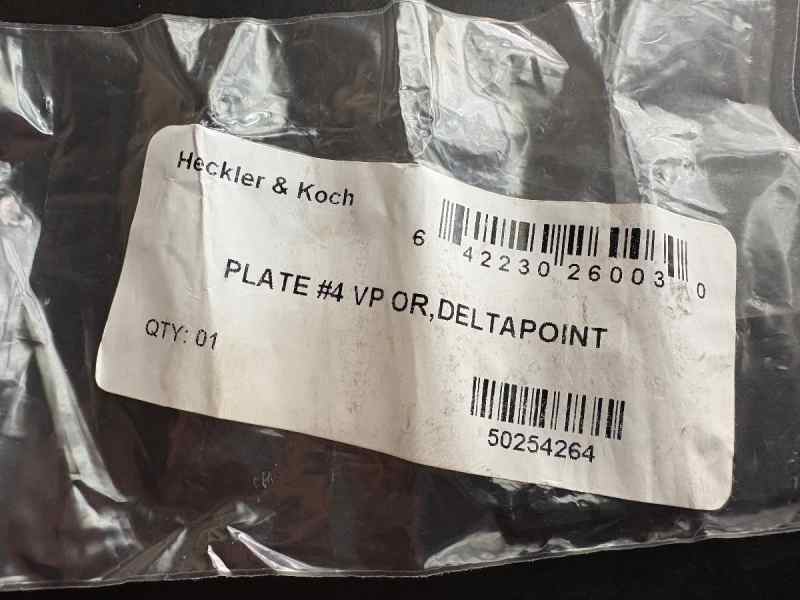 Heckler & Koch
6 42230 26003 0
PLATE #4 VP OR,DELTAPOINT
QTY: 01
50254264